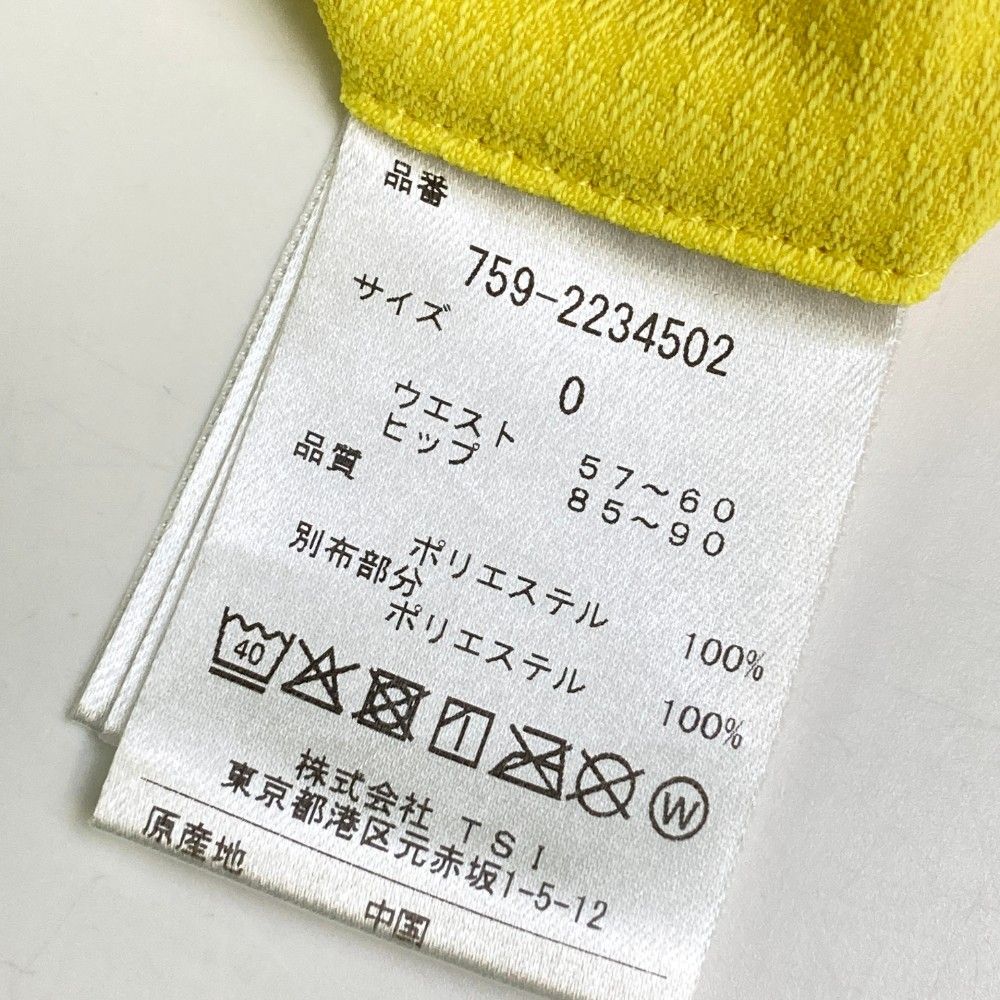 品番
759-2234502
サイズ
0
ウエスト 57～60
ヒップ 85～90
品質
ポリエステル 100%
別布部分
ポリエステル 100%
40 W
株式会社 TSI
東京都港区元赤坂1-5-12
原産地
中国